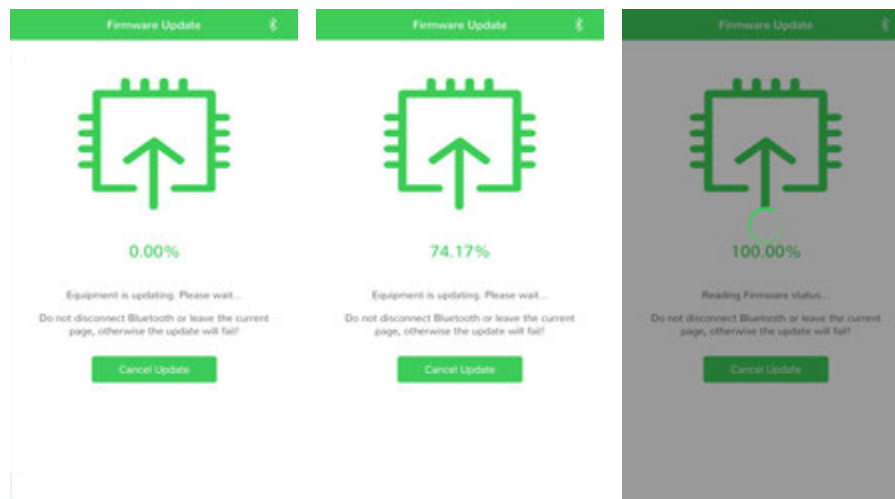 Firmware Update
0.00%
Equipment is updating. Please wait...
Do not disconnect Bluetooth or leave the current
page, otherwise the update will fail!
Cancel Update
Firmware Update
74.17%
Equipment is updating. Please wait...
Do not disconnect Bluetooth or leave the current
page, otherwise the update will fail!
Cancel Update
Firmware Update
100.00%
Reading Firmware status...
Do not disconnect Bluetooth or leave the current
page, otherwise the update will fail!
Cancel Update